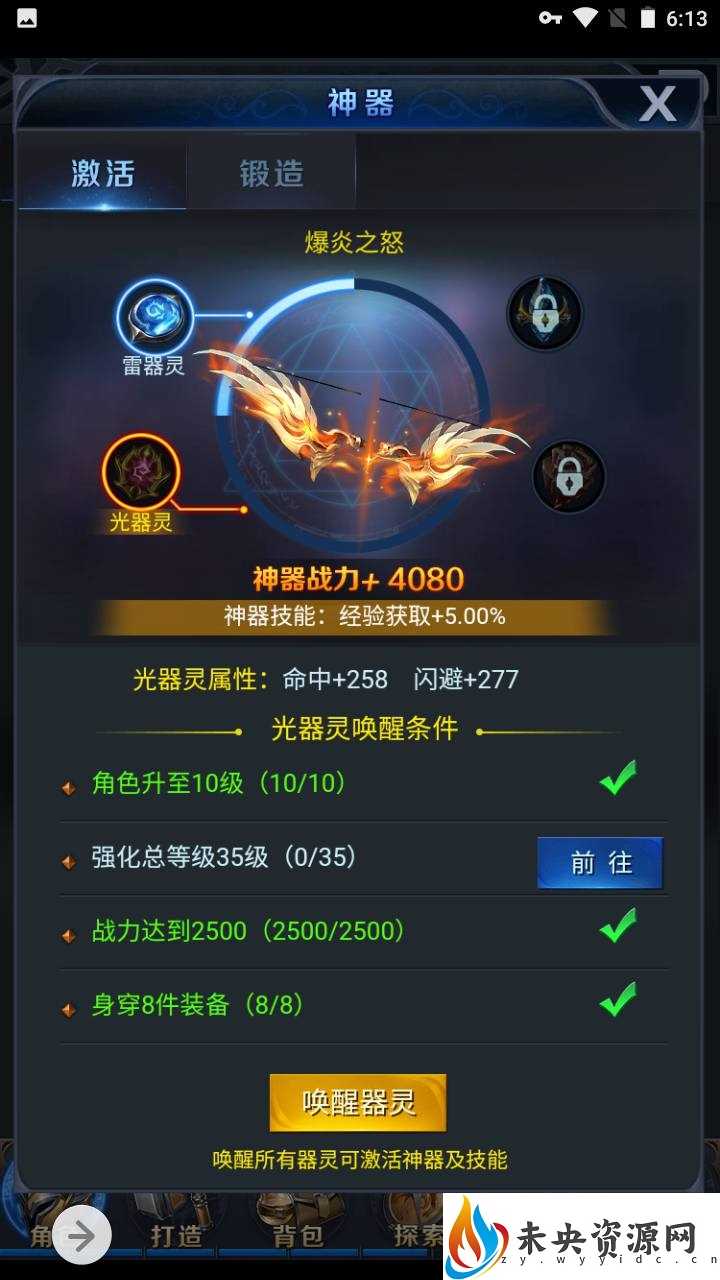 6:13
神器
X
激活
锻造
爆炎之怒
雷器灵
光器灵
神器战力+ 4080
神器技能：经验获取+5.00%
光器灵属性：命中+258 闪避+277
光器灵唤醒条件
角色升至10级（10/10）
强化总等级35级（0/35）
前往
战力达到2500（2500/2500）
身穿8件装备（8/8）
唤醒器灵
唤醒所有器灵可激活神器及技能
角色
打造
背包
探索
未央资源网
zy.wyyidc.cn